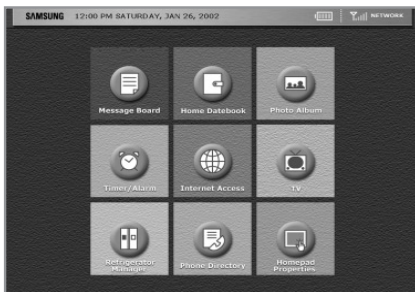 SAMSUNG 12:00 PM SATURDAY, JAN 26, 2002 NETWORK
Message Board Home Datebook Photo Album
Timer/Alarm Internet Access TV
Refrigerator Manager Phone Directory Homepad Properties